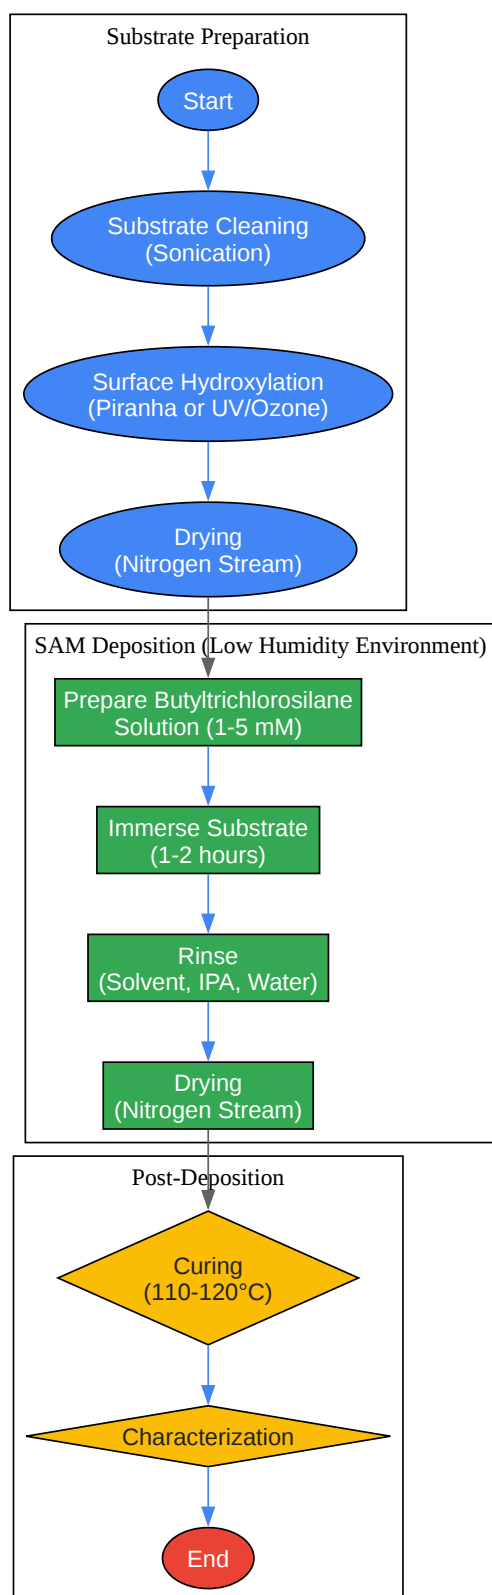 Substrate Preparation
Start
Substrate Cleaning
(Sonication)
Surface Hydroxylation
(Piranha or UV/Ozone)
Drying
(Nitrogen Stream)
SAM Deposition (Low Humidity Environment)
Prepare Butyltrichlorosilane
Solution (1-5 mM)
Immerse Substrate
(1-2 hours)
Rinse
(Solvent, IPA, Water)
Drying
(Nitrogen Stream)
Post-Deposition
Curing
(110-120°C)
Characterization
End